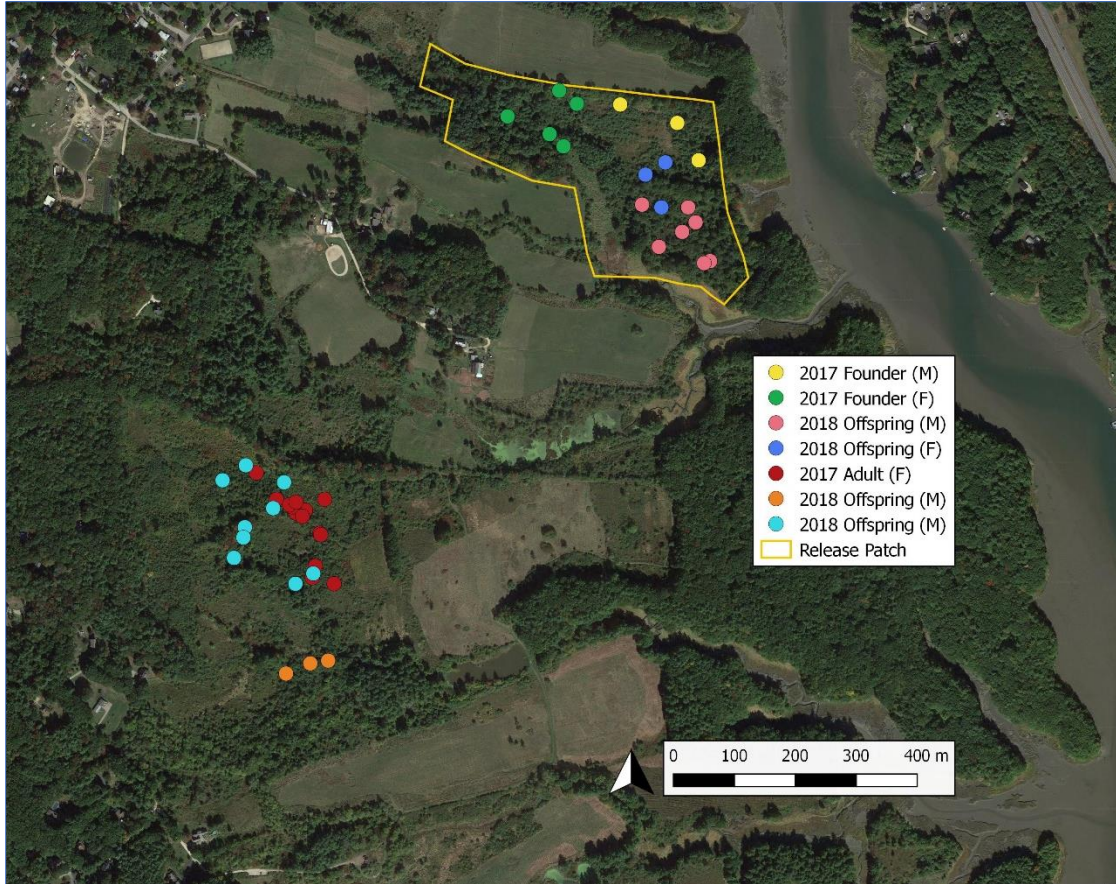 2017 Founder (M)
2017 Founder (F)
2018 Offspring (M)
2018 Offspring (F)
2017 Adult (F)
2018 Offspring (M)
2018 Offspring (M)
Release Patch
0 100 200 300 400 m